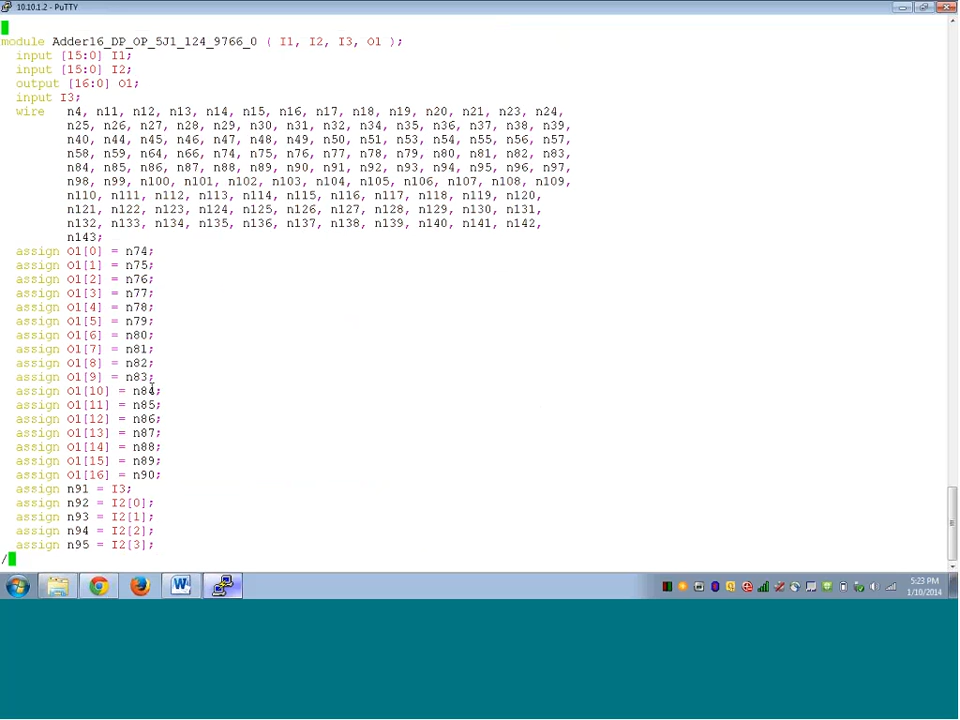 10.10.1.2 - PuTTY
module Adder16_DP_OP_5J1_124_9766_0 ( I1, I2, I3, O1 );
input [15:0] I1;
input [15:0] I2;
output [16:0] O1;
input I3;
wire n4, n11, n12, n13, n14, n15, n16, n17, n18, n19, n20, n21, n23, n24,
n25, n26, n27, n28, n29, n30, n31, n32, n34, n35, n36, n37, n38, n39,
n40, n44, n45, n46, n47, n48, n49, n50, n51, n53, n54, n55, n56, n57,
n58, n59, n64, n66, n74, n75, n76, n77, n78, n79, n80, n81, n82, n83,
n84, n85, n86, n87, n88, n89, n90, n91, n92, n93, n94, n95, n96, n97,
n98, n99, n100, n101, n102, n103, n104, n105, n106, n107, n108, n109,
n110, n111, n112, n113, n114, n115, n116, n117, n118, n119, n120,
n121, n122, n123, n124, n125, n126, n127, n128, n129, n130, n131,
n132, n133, n134, n135, n136, n137, n138, n139, n140, n141, n142,
n143;
assign O1[0] = n74;
assign O1[1] = n75;
assign O1[2] = n76;
assign O1[3] = n77;
assign O1[4] = n78;
assign O1[5] = n79;
assign O1[6] = n80;
assign O1[7] = n81;
assign O1[8] = n82;
assign O1[9] = n83;
assign O1[10] = n84;
assign O1[11] = n85;
assign O1[12] = n86;
assign O1[13] = n87;
assign O1[14] = n88;
assign O1[15] = n89;
assign O1[16] = n90;
assign n91 = I3;
assign n92 = I2[0];
assign n93 = I2[1];
assign n94 = I2[2];
assign n95 = I2[3];
/
5:23 PM
1/10/2014